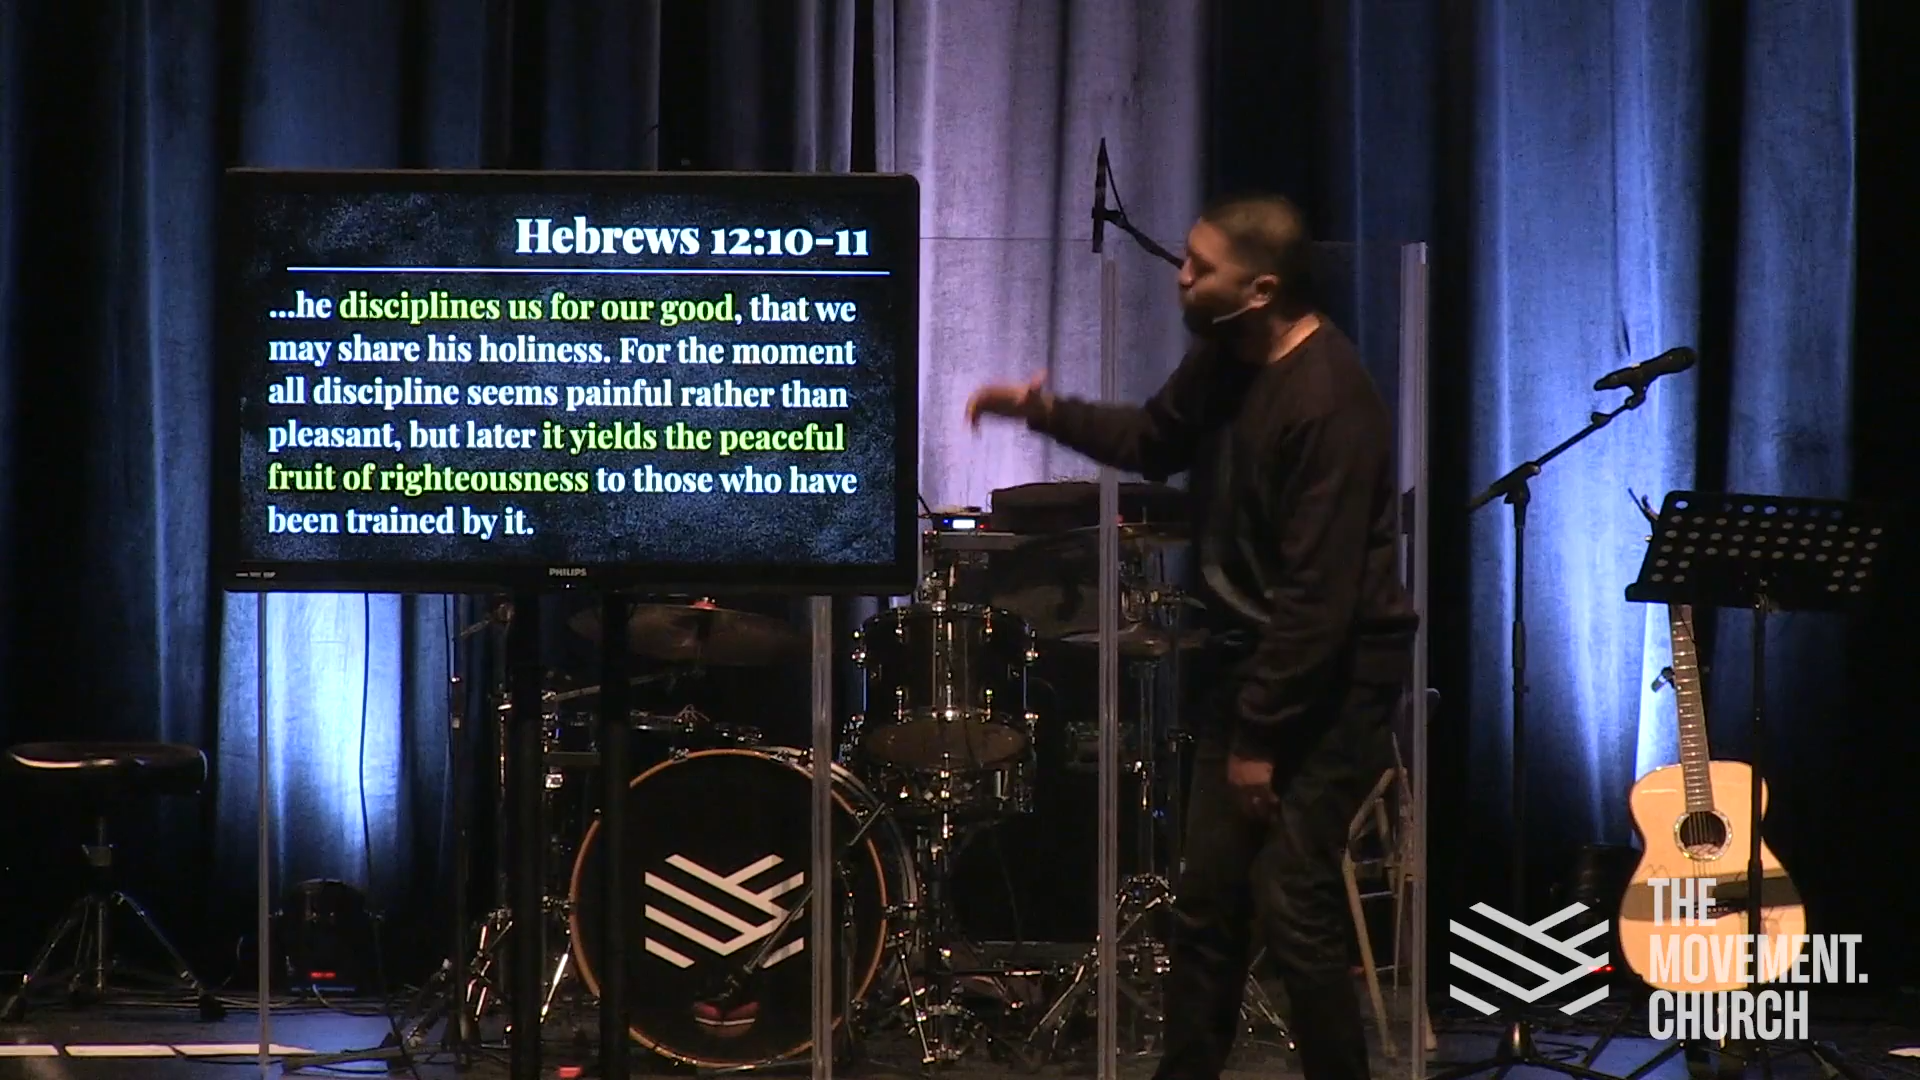 Hebrews 12:10-11
...he disciplines us for our good, that we
may share his holiness. For the moment
all discipline seems painful rather than
pleasant, but later it yields the peaceful
fruit of righteousness to those who have
been trained by it.
PHILIPS
THE
MOVEMENT.
CHURCH